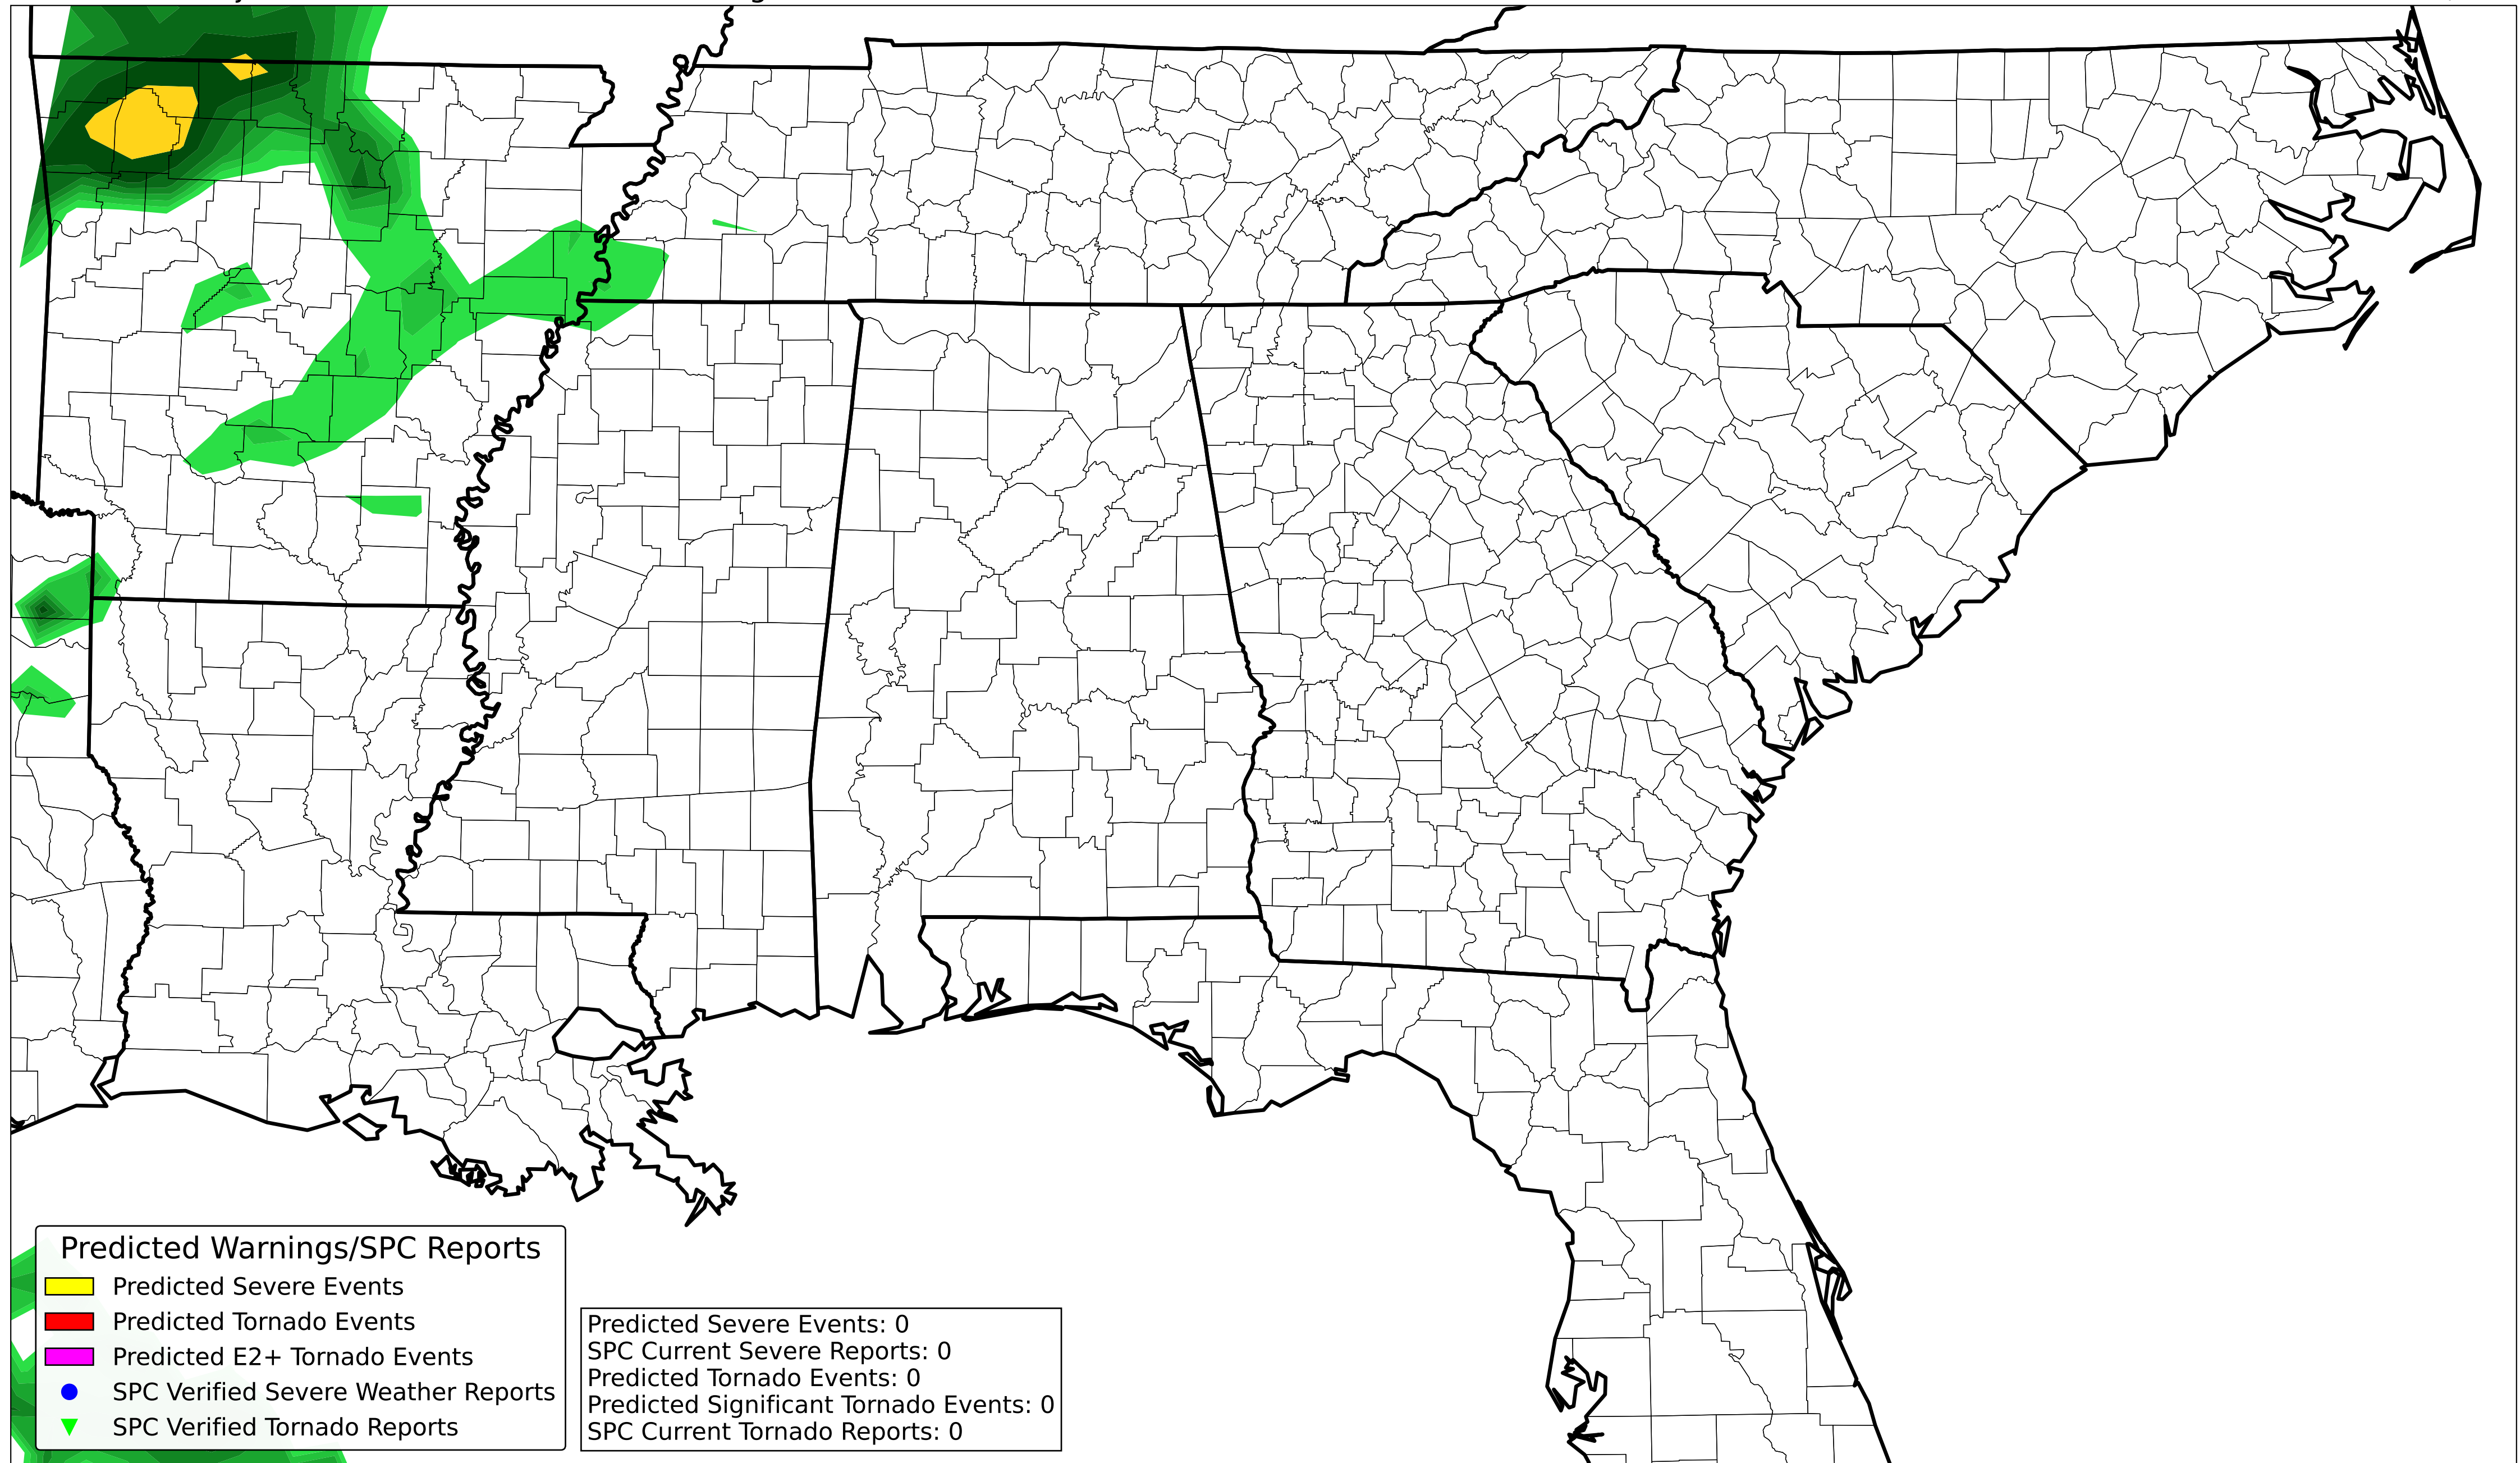 Predicted Warnings/SPC Reports
Predicted Severe Events
Predicted Tornado Events
Predicted E2+ Tornado Events
SPC Verified Severe Weather Reports
SPC Verified Tornado Reports
Predicted Severe Events: 0
SPC Current Severe Reports: 0
Predicted Tornado Events: 0
Predicted Significant Tornado Events: 0
SPC Current Tornado Reports: 0